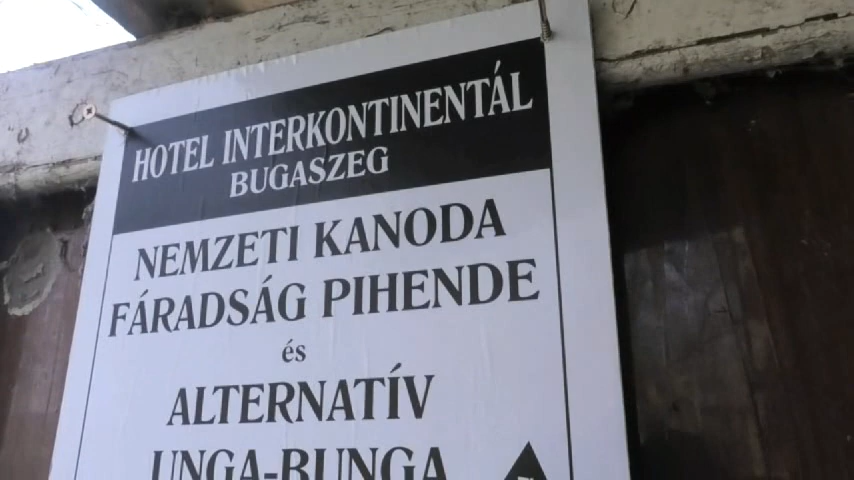 HOTEL INTERKONTINENTÁL
BUGASZEG
NEMZETI KANODA
FÁRADSÁG PIHENDE
és
ALTERNATÍV
UNGA-BUNGA